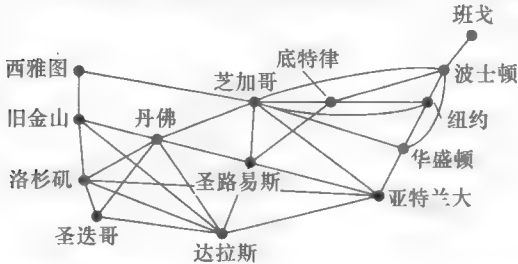 班戈
底特律
西雅图
芝加哥
波士顿
旧金山
丹佛
纽约
华盛顿
洛杉矶
圣路易斯
亚特兰大
圣迭哥
达拉斯